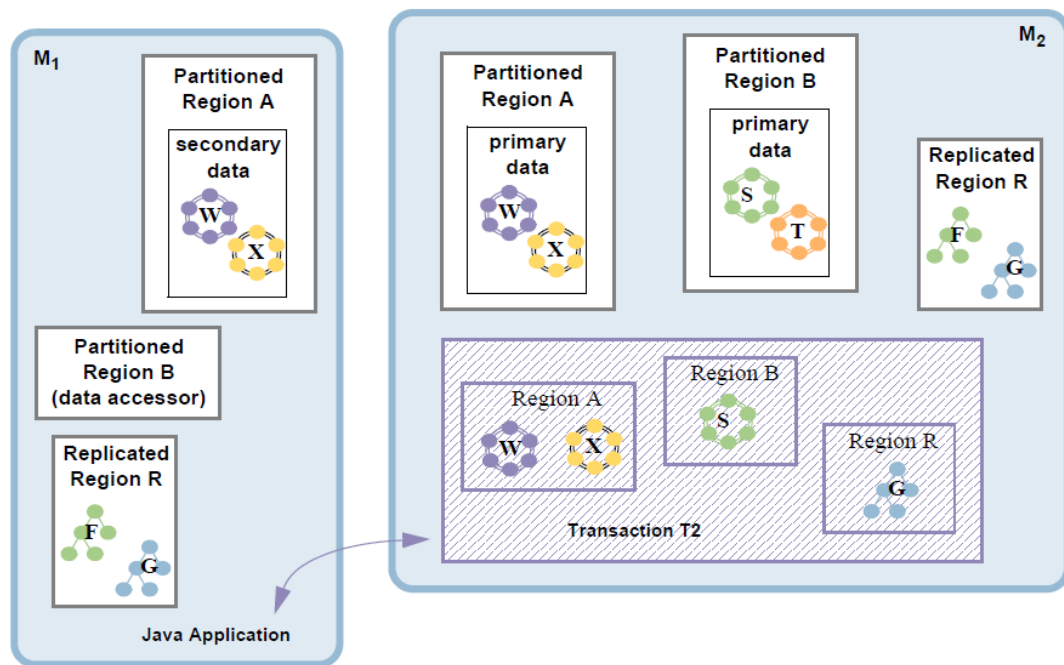 M1
Partitioned
Region A
secondary
data
W
X
Partitioned
Region B
(data accessor)
Replicated
Region R
F
G
Java Application
M2
Partitioned
Region A
primary
data
W
X
Partitioned
Region B
primary
data
S
T
Replicated
Region R
F
G
Region A
W
X
Region B
S
Region R
G
Transaction T2